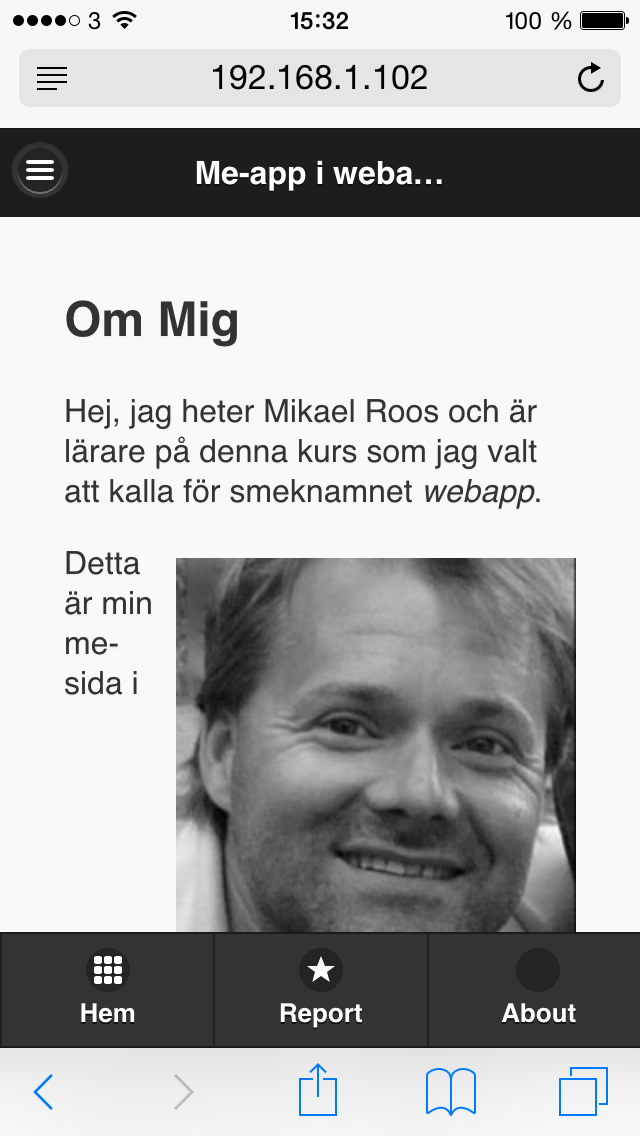 3 15:32 100 %
192.168.1.102
Me-app i weba...
Om Mig
Hej, jag heter Mikael Roos och är
lärare på denna kurs som jag valt
att kalla för smeknamnet webapp.
Detta
är min
me-
sida i
Hem Report About